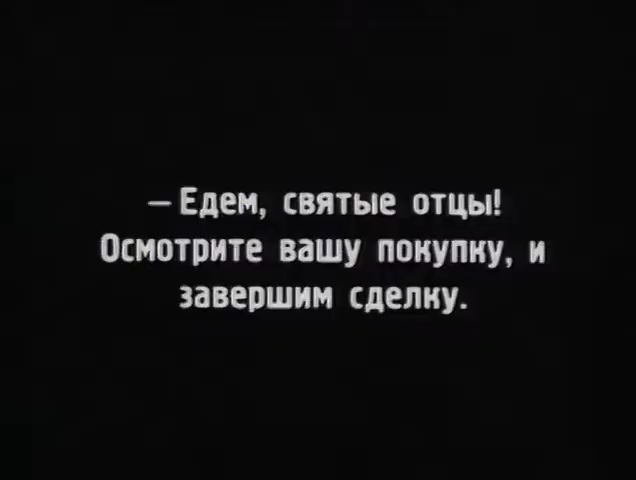 — Едем, святые отцы!
Осмотрите вашу покупку, и
завершим сделку.